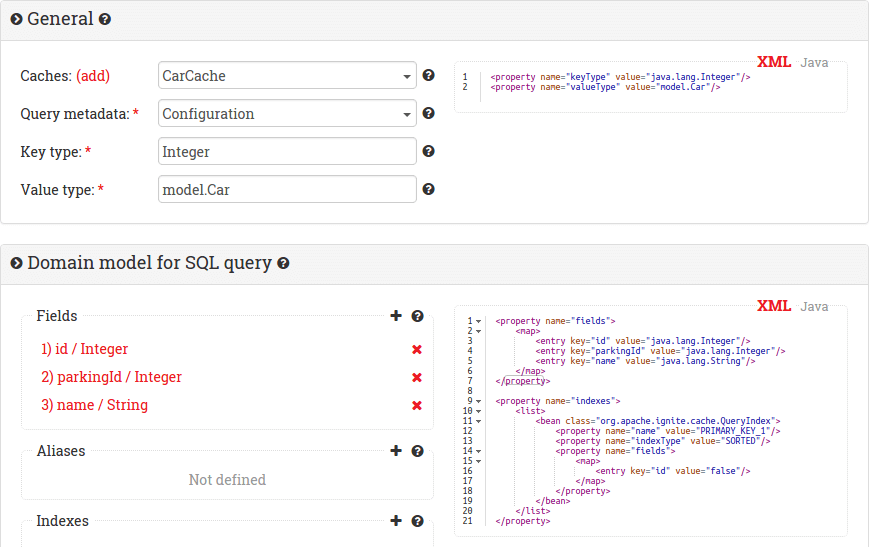 General
Caches: (add)
CarCache
Query metadata: *
Configuration
Key type: *
Integer
Value type: *
model.Car
XML Java
1 <property name="keyType" value="java.lang.Integer"/>
2 <property name="valueType" value="model.Car"/>
Domain model for SQL query
Fields
1) id / Integer
2) parkingId / Integer
3) name / String
Aliases
Not defined
Indexes
XML Java
1 <property name="fields">
2 <map>
3 <entry key="id" value="java.lang.Integer"/>
4 <entry key="parkingId" value="java.lang.Integer"/>
5 <entry key="name" value="java.lang.String"/>
6 </map>
7 </property>
8
9 <property name="indexes">
10 <list>
11 <bean class="org.apache.ignite.cache.QueryIndex">
12 <property name="name" value="PRIMARY_KEY_1"/>
13 <property name="indexType" value="SORTED"/>
14 <property name="fields">
15 <map>
16 <entry key="id" value="false"/>
17 </map>
18 </property>
19 </bean>
20 </list>
21 </property>